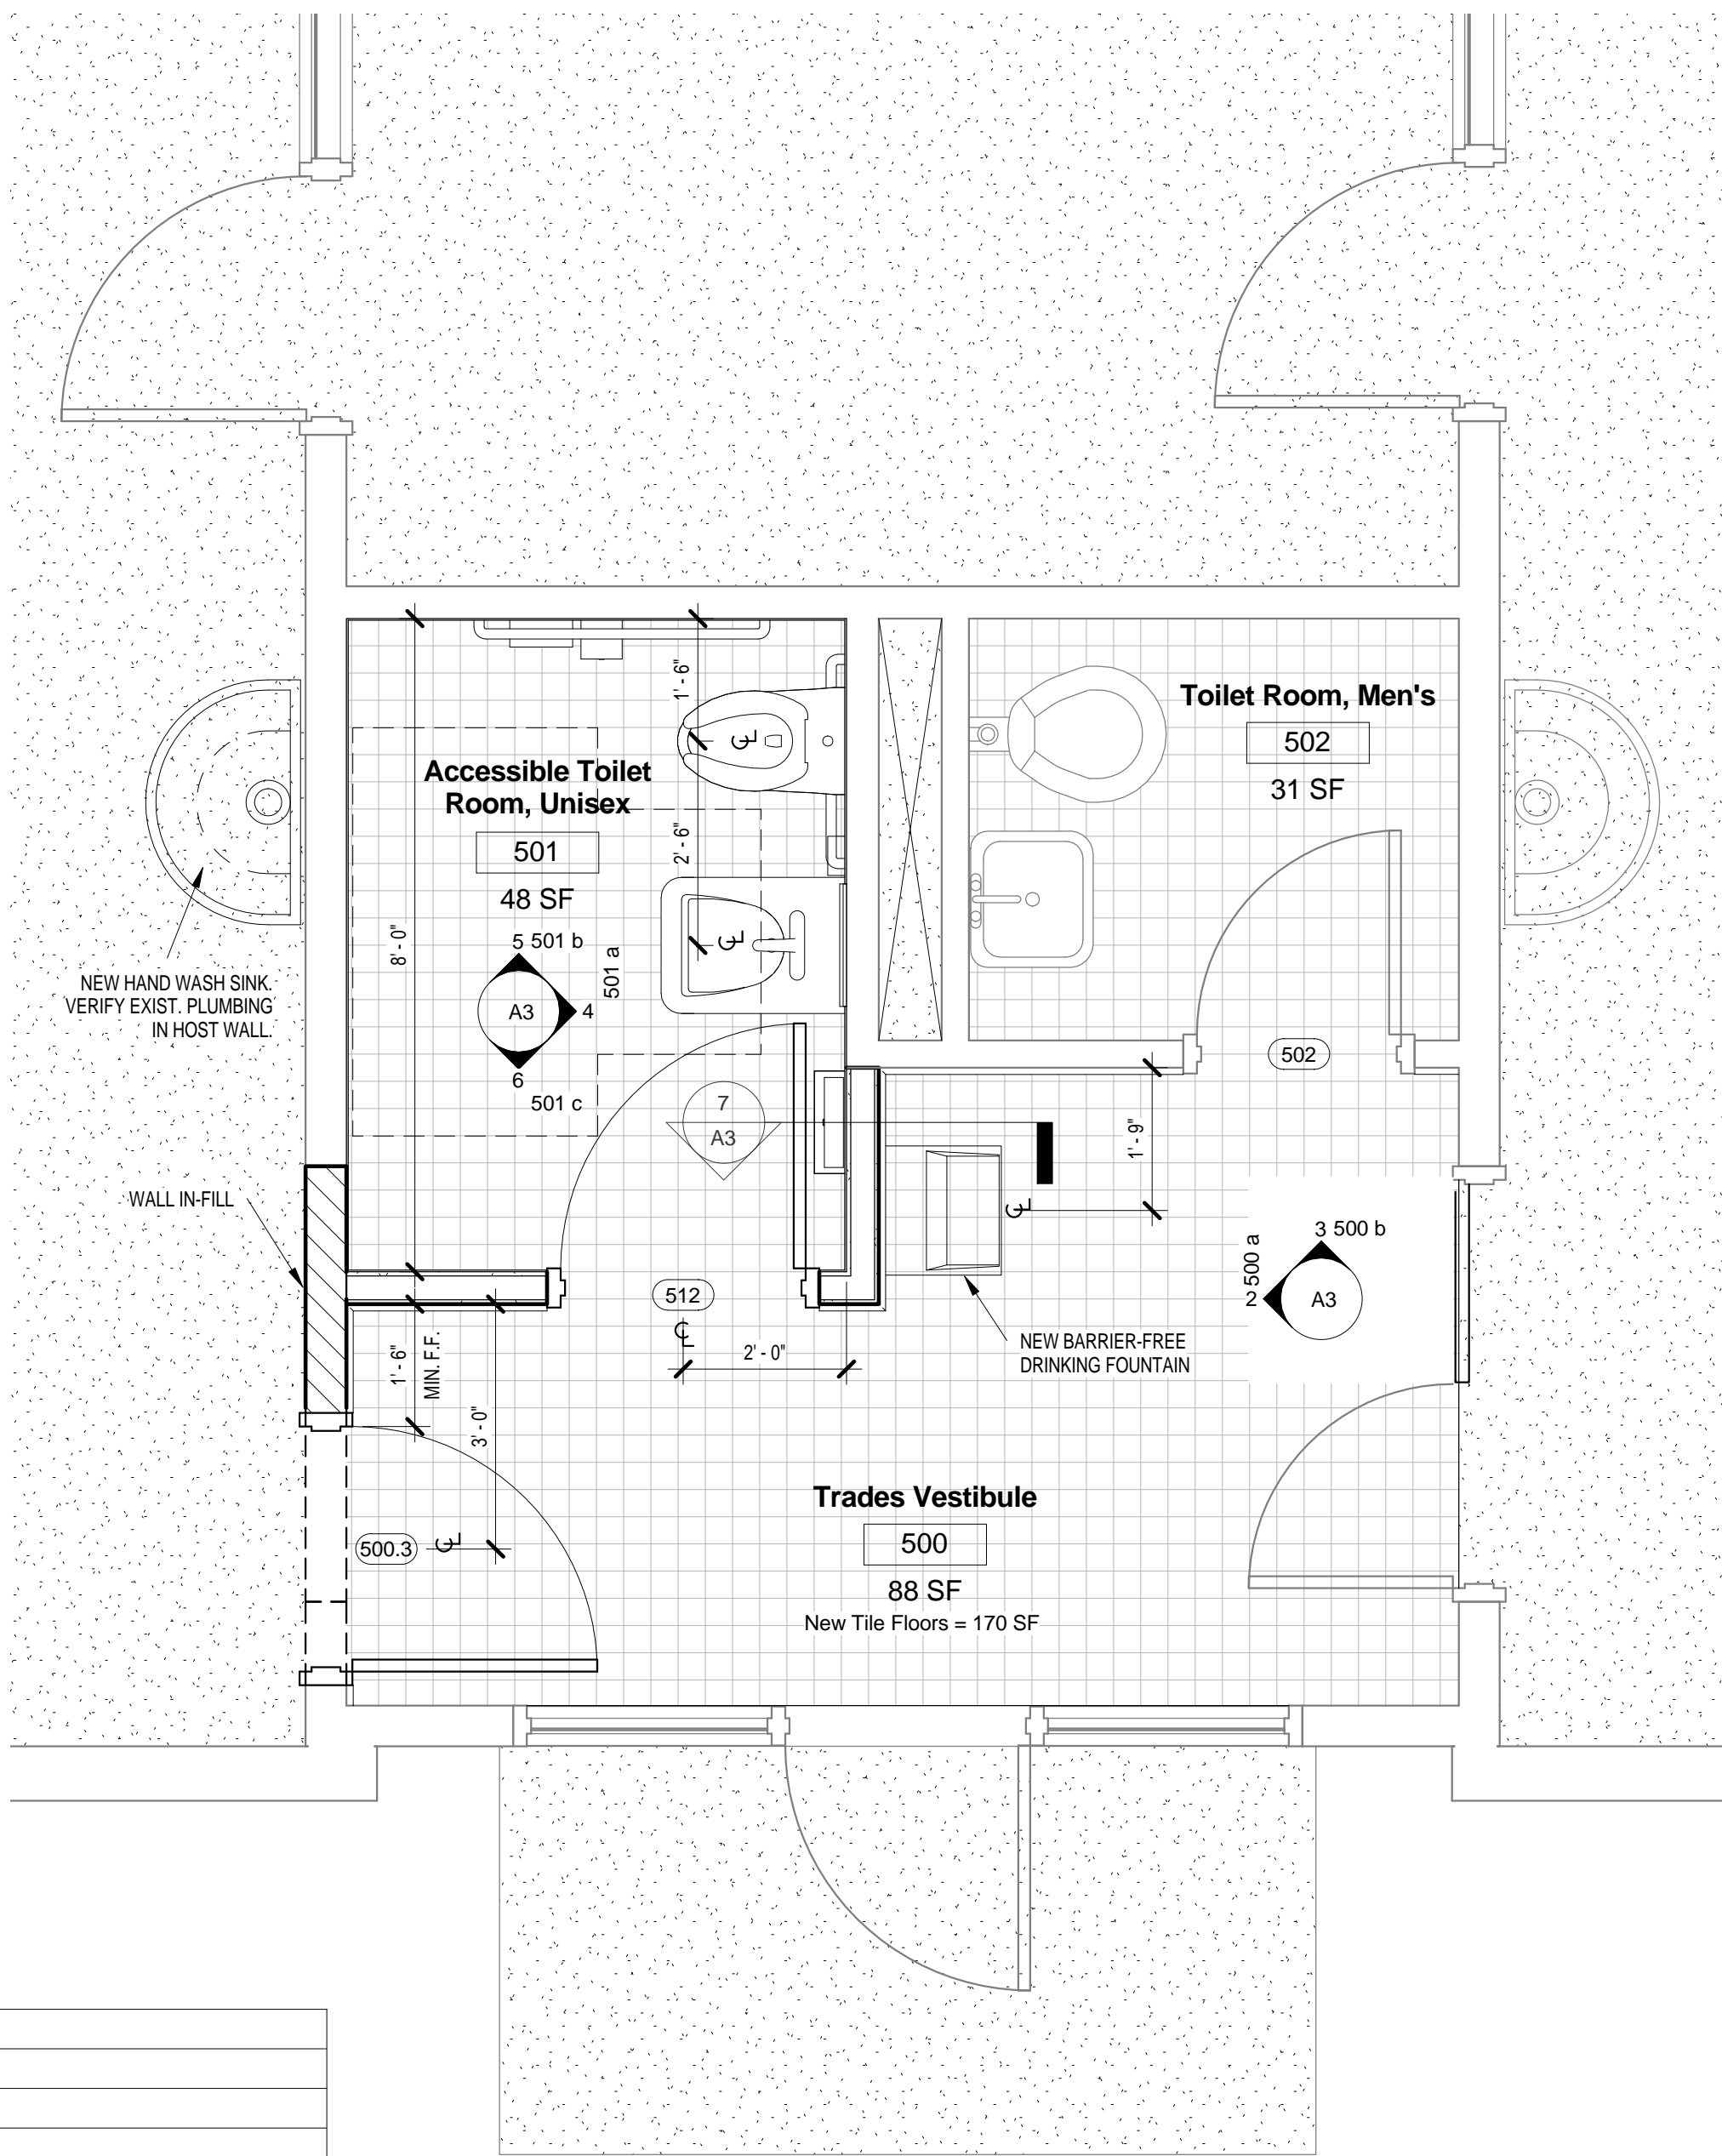 1' - 6"
Toilet Room, Men's
502
31 SF
Accessible Toilet
Room, Unisex
501
48 SF
2' - 6"
8' - 0"
5 501 b
501 a
A3
4
6
501 c
NEW HAND WASH SINK.
VERIFY EXIST. PLUMBING
IN HOST WALL.
502
7
A3
1' - 9"
WALL IN-FILL
3 500 b
500 a
2
A3
512
2' - 0"
NEW BARRIER-FREE
DRINKING FOUNTAIN
1' - 6"
MIN. F.F.
3' - 0"
Trades Vestibule
500
88 SF
New Tile Floors = 170 SF
500.3